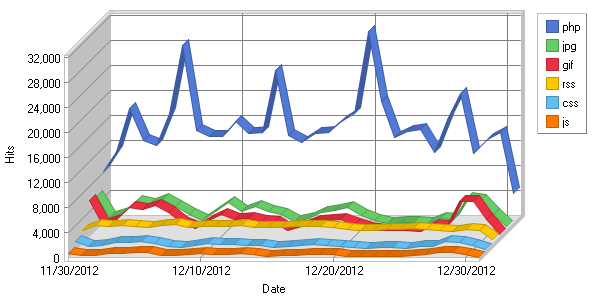 php
jpg
gif
rss
css
js
32,000
28,000
24,000
20,000
16,000
12,000
8,000
4,000
0
Hits
11/30/2012 12/10/2012 12/20/2012 12/30/2012
Date